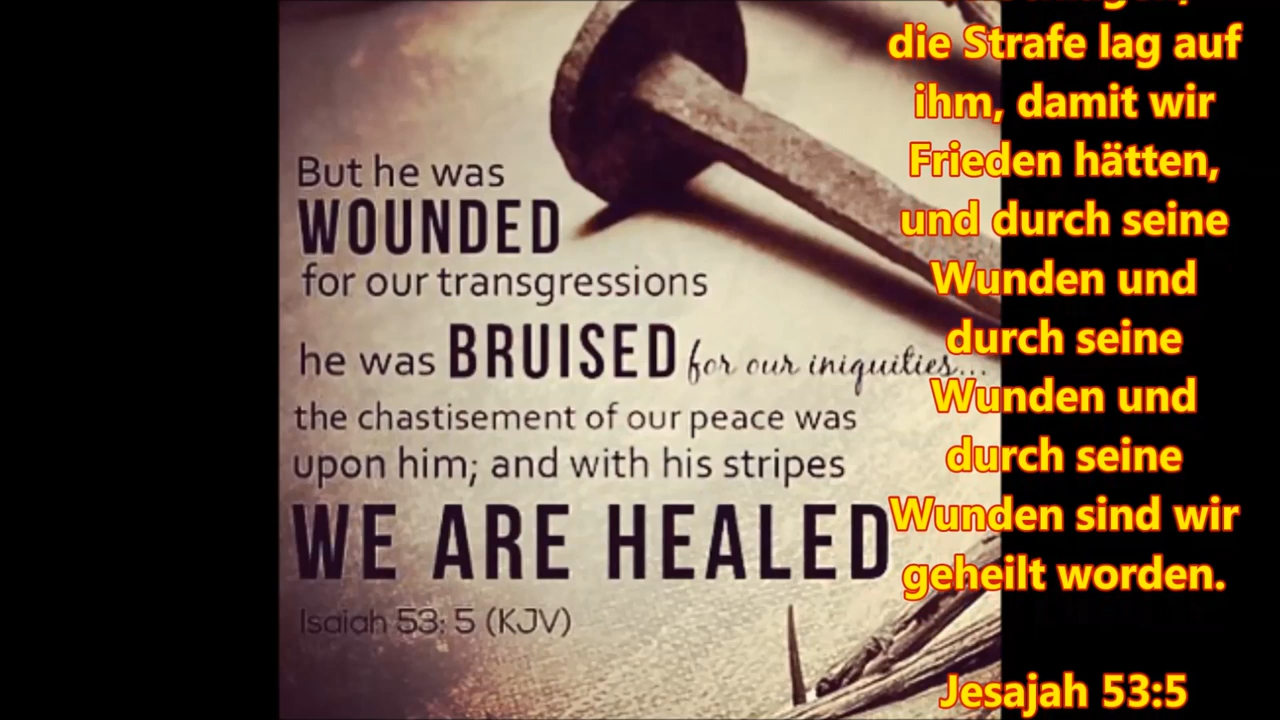 But he was
WOUNDED
for our transgressions
he was BRUISED for our iniquities...
the chastisement of our peace was
upon him; and with his stripes
WE ARE HEALED
Isaiah 53: 5 (KJV)
die Strafe lag auf
ihm, damit wir
Frieden hätten,
und durch seine
Wunden und
durch seine
Wunden und
durch seine
Wunden sind wir
geheilt worden.
Jesajah 53:5